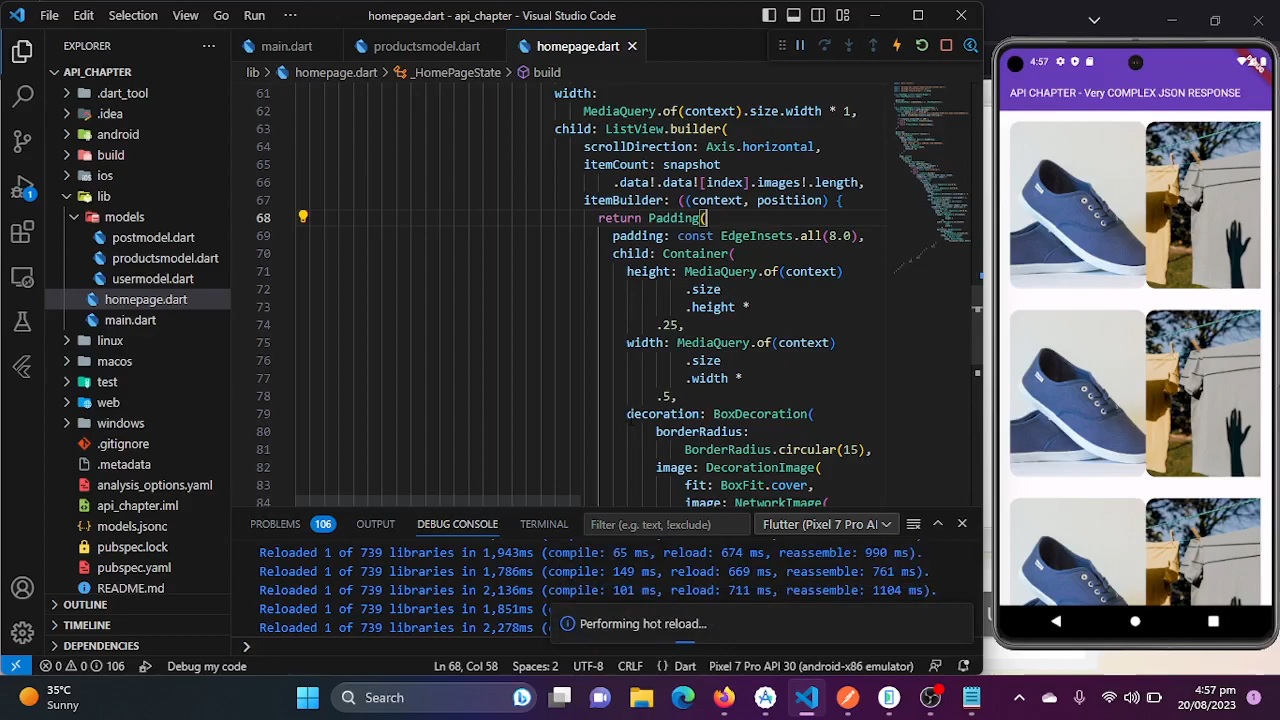 File Edit Selection View Go Run ··· homepage.dart - api_chapter - Visual Studio Code
EXPLORER ···
API_CHAPTER
.dart_tool
.idea
android
build
ios
lib
models
postmodel.dart
productsmodel.dart
usermodel.dart
homepage.dart
main.dart
linux
macos
test
web
windows
.gitignore
.metadata
analysis_options.yaml
api_chapter.iml
models.jsonc
pubspec.lock
pubspec.yaml
README.md
OUTLINE
TIMELINE
DEPENDENCIES
1
main.dart productsmodel.dart homepage.dart
lib > homepage.dart > _HomePageState > build
61 width:
62 MediaQuery.of(context).size.width * 1,
63 child: ListView.builder(
64 scrollDirection: Axis.horizontal,
65 itemCount: snapshot
66 .data!.data![index].images!.length,
67 itemBuilder: ((context, positiion) {
68 return Padding(
69 padding: const EdgeInsets.all(8.0),
70 child: Container(
71 height: MediaQuery.of(context)
72 .size
73 .height *
74 .25,
75 width: MediaQuery.of(context)
76 .size
77 .width *
78 .5,
79 decoration: BoxDecoration(
80 borderRadius:
81 BorderRadius.circular(15),
82 image: DecorationImage(
83 fit: BoxFit.cover,
84 image: NetworkImage(
PROBLEMS 106 OUTPUT DEBUG CONSOLE TERMINAL Filter (e.g. text, !exclude) Flutter (Pixel 7 Pro AI
Reloaded 1 of 739 libraries in 1,943ms (compile: 65 ms, reload: 674 ms, reassemble: 990 ms).
Reloaded 1 of 739 libraries in 1,786ms (compile: 149 ms, reload: 669 ms, reassemble: 761 ms).
Reloaded 1 of 739 libraries in 2,136ms (compile: 101 ms, reload: 711 ms, reassemble: 1104 ms).
Reloaded 1 of 739 libraries in 1,851ms (
Reloaded 1 of 739 libraries in 2,278ms (
Performing hot reload...
0 0 106 Debug my code Ln 68, Col 58 Spaces: 2 UTF-8 CRLF {} Dart Pixel 7 Pro API 30 (android-x86 emulator)
4:57
API CHAPTER - Very COMPLEX JSON RESPONSE
35°C
Sunny
Search
4:57 pm
20/08/2023
1